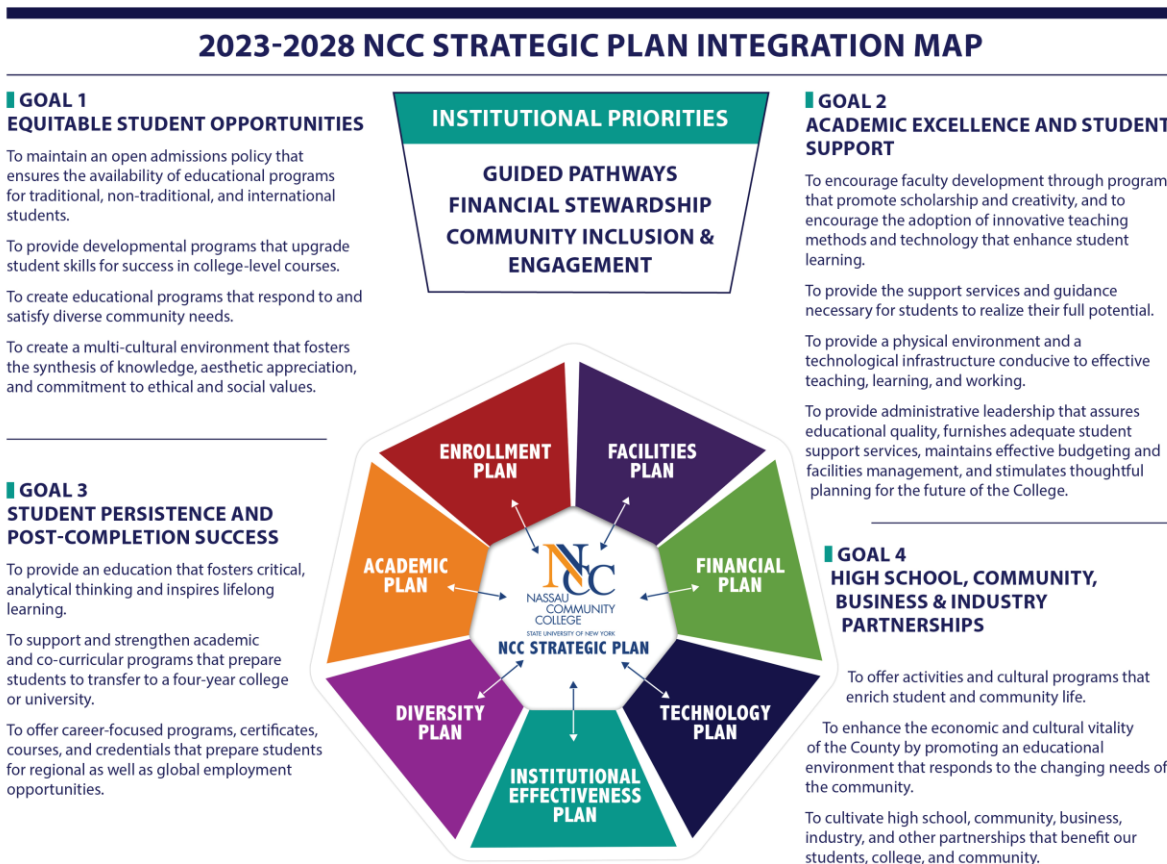 2023-2028 NCC STRATEGIC PLAN INTEGRATION MAP
GOAL 1
EQUITABLE STUDENT OPPORTUNITIES
To maintain an open admissions policy that
ensures the availability of educational programs
for traditional, non-traditional, and international
students.
To provide developmental programs that upgrade
student skills for success in college-level courses.
To create educational programs that respond to and
satisfy diverse community needs.
To create a multi-cultural environment that fosters
the synthesis of knowledge, aesthetic appreciation,
and commitment to ethical and social values.
INSTITUTIONAL PRIORITIES
GUIDED PATHWAYS
FINANCIAL STEWARDSHIP
COMMUNITY INCLUSION &
ENGAGEMENT
GOAL 2
ACADEMIC EXCELLENCE AND STUDENT
SUPPORT
To encourage faculty development through program
that promote scholarship and creativity, and to
encourage the adoption of innovative teaching
methods and technology that enhance student
learning.
To provide the support services and guidance
necessary for students to realize their full potential.
To provide a physical environment and a
technological infrastructure conducive to effective
teaching, learning, and working.
To provide administrative leadership that assures
educational quality, furnishes adequate student
support services, maintains effective budgeting and
facilities management, and stimulates thoughtful
planning for the future of the College.
GOAL 3
STUDENT PERSISTENCE AND
POST-COMPLETION SUCCESS
To provide an education that fosters critical,
analytical thinking and inspires lifelong
learning.
To support and strengthen academic
and co-curricular programs that prepare
students to transfer to a four-year college
or university.
To offer career-focused programs, certificates,
courses, and credentials that prepare students
for regional as well as global employment
opportunities.
ENROLLMENT
PLAN
FACILITIES
PLAN
ACADEMIC
PLAN
FINANCIAL
PLAN
NCC
NASSAU
COMMUNITY
COLLEGE
STATE UNIVERSITY OF NEW YORK
NCC STRATEGIC PLAN
DIVERSITY
PLAN
TECHNOLOGY
PLAN
INSTITUTIONAL
EFFECTIVENESS
PLAN
GOAL 4
HIGH SCHOOL, COMMUNITY,
BUSINESS & INDUSTRY
PARTNERSHIPS
To offer activities and cultural programs that
enrich student and community life.
To enhance the economic and cultural vitality
of the County by promoting an educational
environment that responds to the changing needs of
the community.
To cultivate high school, community, business,
industry, and other partnerships that benefit our
students, college, and community.